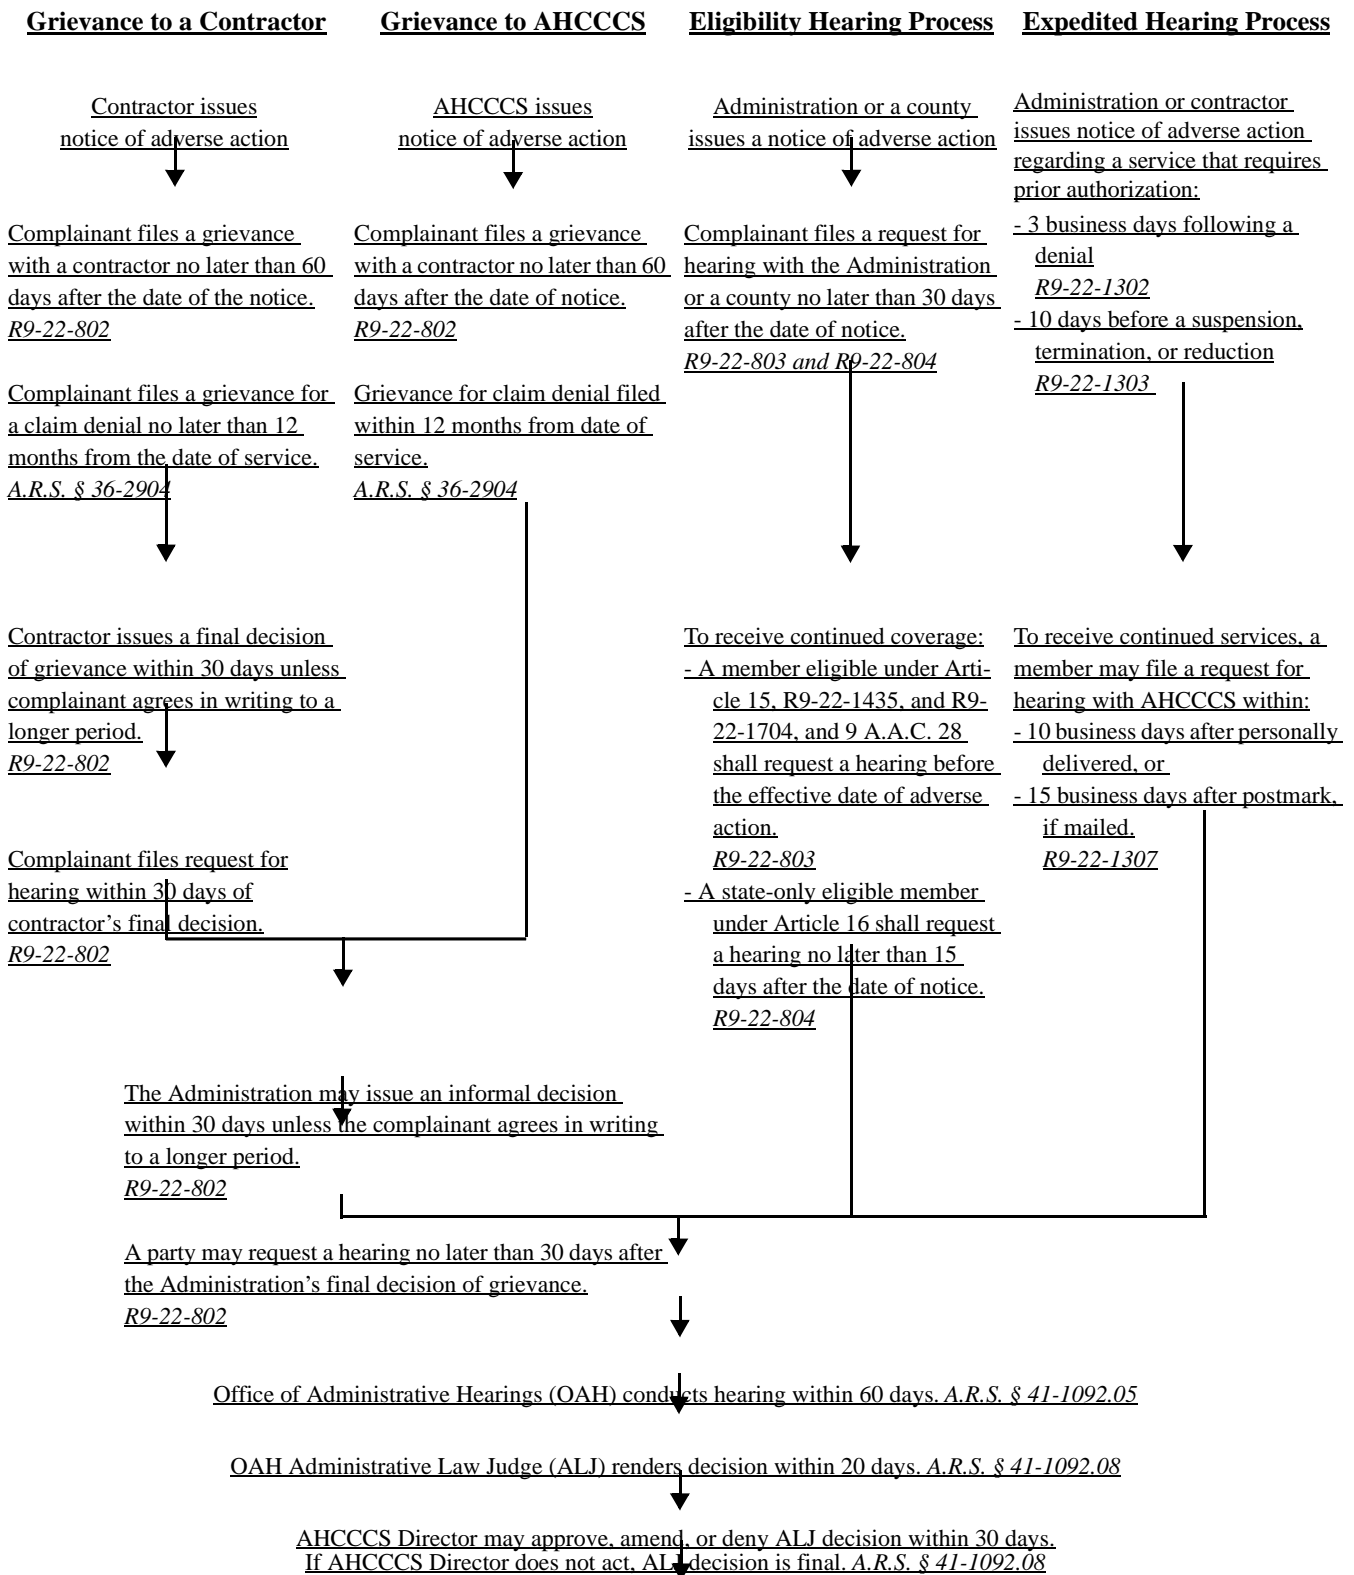 Grievance to a Contractor
Contractor issues
notice of adverse action
Complainant files a grievance
with a contractor no later than 60
days after the date of the notice.
R9-22-802
Complainant files a grievance for
a claim denial no later than 12
months from the date of service.
A.R.S. § 36-2904
Contractor issues a final decision
of grievance within 30 days unless
complainant agrees in writing to a
longer period.
R9-22-802
Complainant files request for
hearing within 30 days of
contractor's final decision.
R9-22-802
Grievance to AHCCCS
AHCCCS issues
notice of adverse action
Complainant files a grievance
with a contractor no later than 60
days after the date of notice.
R9-22-802
Grievance for claim denial filed
within 12 months from date of
service.
A.R.S. § 36-2904
Eligibility Hearing Process
Administration or a county
issues a notice of adverse action
Complainant files a request for
hearing with the Administration
or a county no later than 30 days
after the date of notice.
R9-22-803 and R9-22-804
To receive continued coverage:
- A member eligible under Arti-
cle 15, R9-22-1435, and R9-
22-1704, and 9 A.A.C. 28
shall request a hearing before
the effective date of adverse
action.
R9-22-803
- A state-only eligible member
under Article 16 shall request
a hearing no later than 15
days after the date of notice.
R9-22-804
Expedited Hearing Process
Administration or contractor
issues notice of adverse action
regarding a service that requires
prior authorization:
- 3 business days following a
denial
R9-22-1302
- 10 days before a suspension,
termination, or reduction
R9-22-1303
To receive continued services, a
member may file a request for
hearing with AHCCCS within:
- 10 business days after personally
delivered, or
- 15 business days after postmark,
if mailed.
R9-22-1307
The Administration may issue an informal decision
within 30 days unless the complainant agrees in writing
to a longer period.
R9-22-802
A party may request a hearing no later than 30 days after
the Administration's final decision of grievance.
R9-22-802
Office of Administrative Hearings (OAH) conducts hearing within 60 days. A.R.S. § 41-1092.05
OAH Administrative Law Judge (ALJ) renders decision within 20 days. A.R.S. § 41-1092.08
AHCCCS Director may approve, amend, or deny ALJ decision within 30 days.
If AHCCCS Director does not act, ALJ decision is final. A.R.S. § 41-1092.08